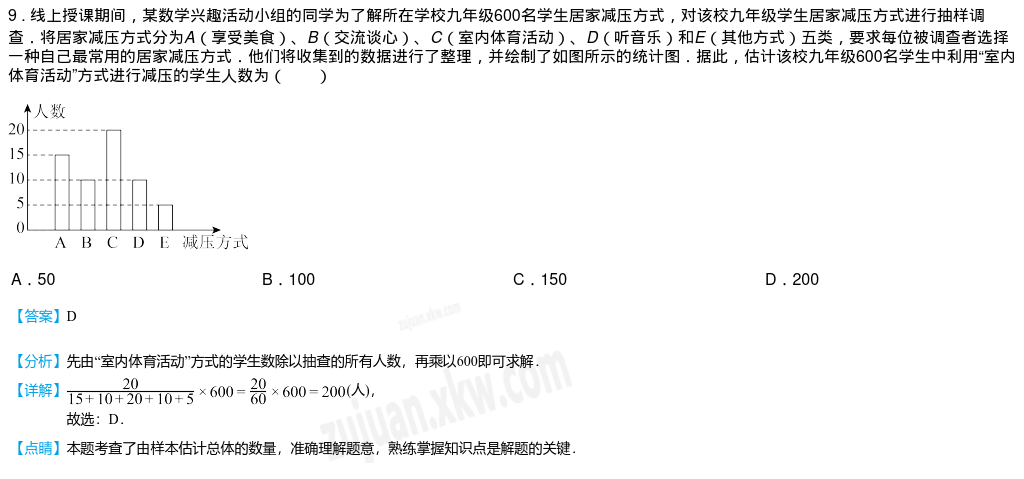 9．线上授课期间，某数学兴趣活动小组的同学为了解所在学校九年级600名学生居家减压方式，对该校九年级学生居家减压方式进行抽样调
查．将居家减压方式分为A（享受美食）、B（交流谈心）、C（室内体育活动）、D（听音乐）和E（其他方式）五类，要求每位被调查者选择
一种自己最常用的居家减压方式．他们将收集到的数据进行了整理，并绘制了如图所示的统计图．据此，估计该校九年级600名学生中利用“室内
体育活动”方式进行减压的学生人数为（　　）
人数
20
15
10
5
0
A B C D E 减压方式
A．50 B．100 C．150 D．200
【答案】D
zujuan.xkw.com
【分析】先由“室内体育活动”方式的学生数除以抽查的所有人数，再乘以600即可求解．
【详解】20/(15+10+20+10+5) × 600 = 20/60 × 600 = 200(人)，
故选：D．
zujuan.xkw.com
【点睛】本题考查了由样本估计总体的数量，准确理解题意，熟练掌握知识点是解题的关键．